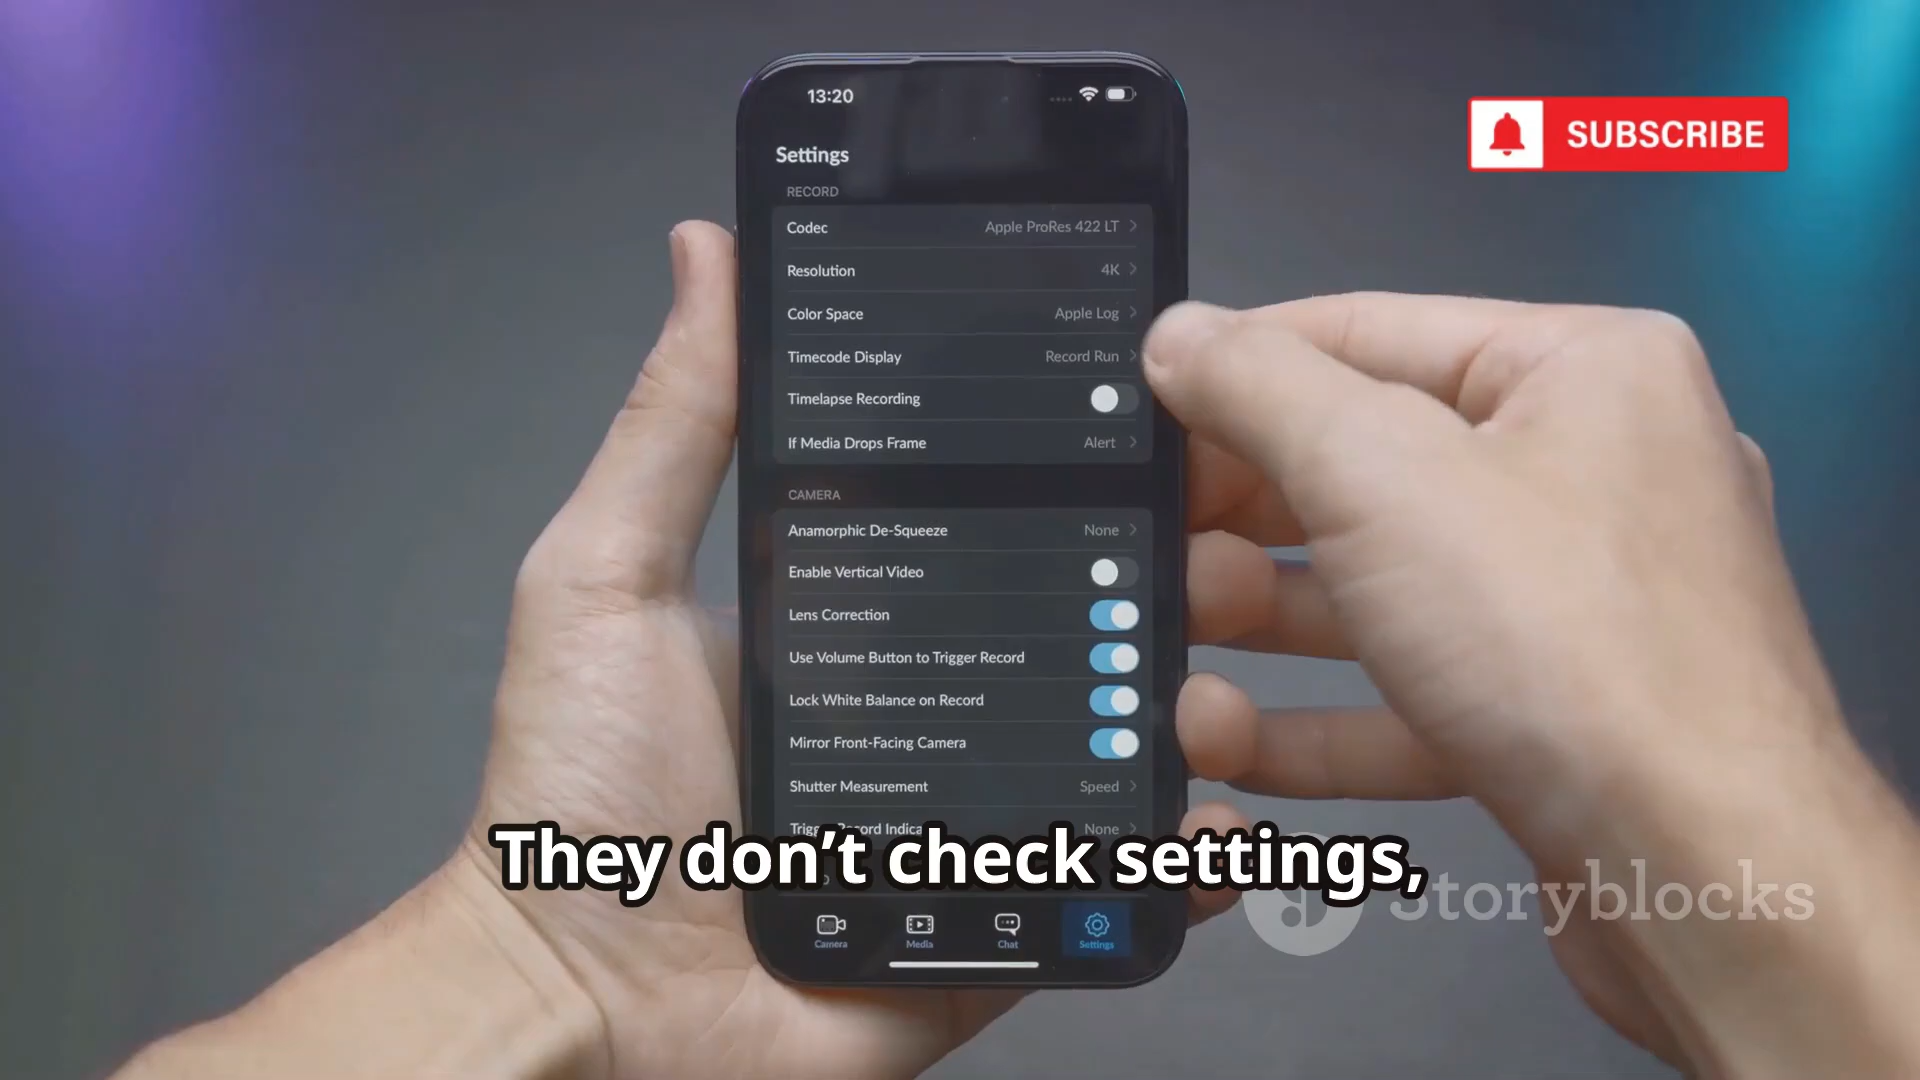 13:20
SUBSCRIBE
Settings
RECORD
Codec Apple ProRes 422 LT
Resolution 4K
Color Space Apple Log
Timecode Display Record Run
Timelapse Recording
If Media Drops Frame Alert
CAMERA
Anamorphic De-Squeeze None
Enable Vertical Video
Lens Correction
Use Volume Button to Trigger Record
Lock White Balance on Record
Mirror Front-Facing Camera
Shutter Measurement Speed
Record None
They don’t check settings,
Storyblocks
Camera Media Chat Settings